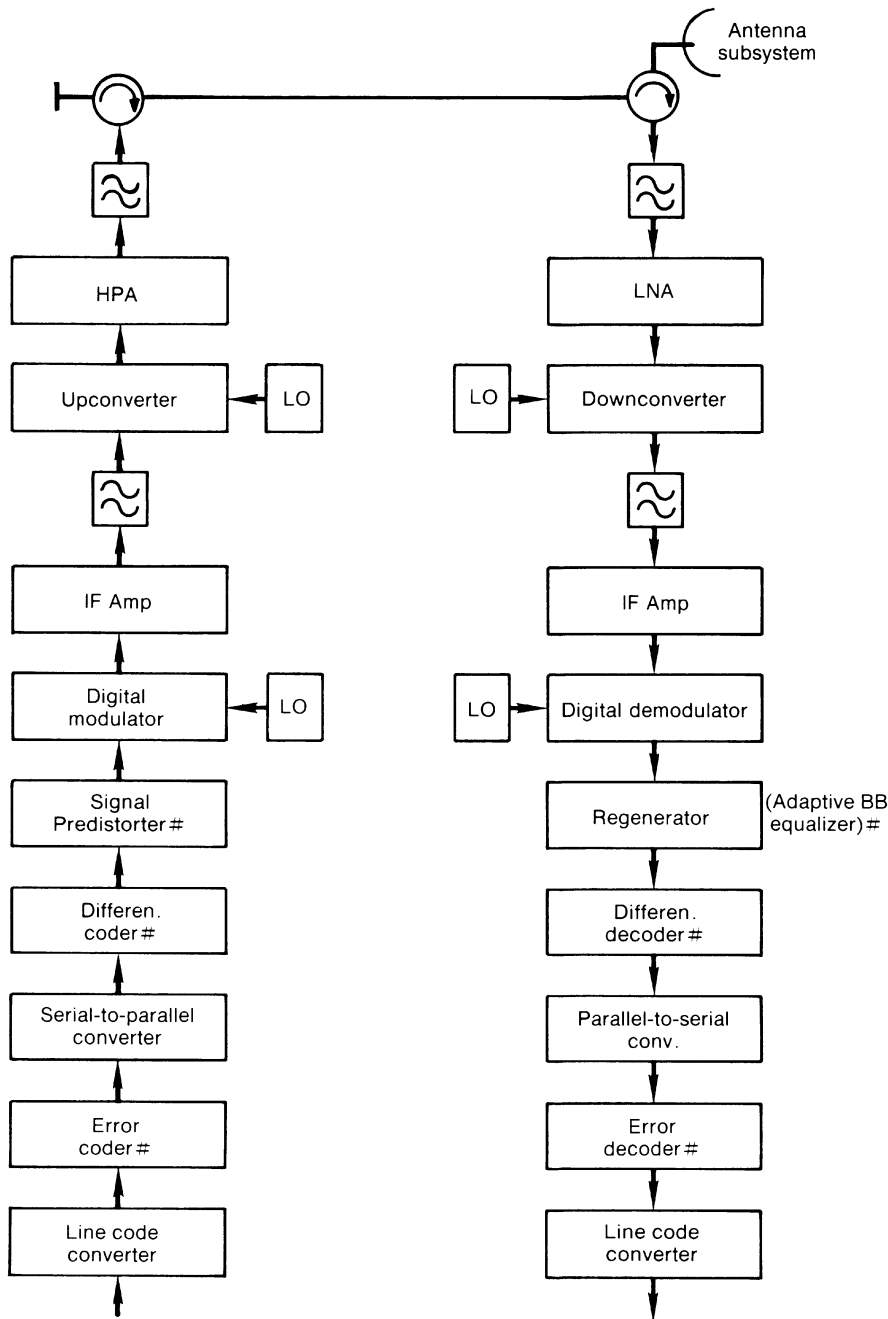 Antenna
subsystem
HPA
Upconverter
LO
IF Amp
Digital
modulator
LO
Signal
Predistorter#
Differen.
coder#
Serial-to-parallel
converter
Error
coder#
Line code
converter
LNA
LO
Downconverter
IF Amp
LO
Digital demodulator
Regenerator
(Adaptive BB
equalizer)#
Differen.
decoder#
Parallel-to-serial
conv.
Error
decoder#
Line code
converter